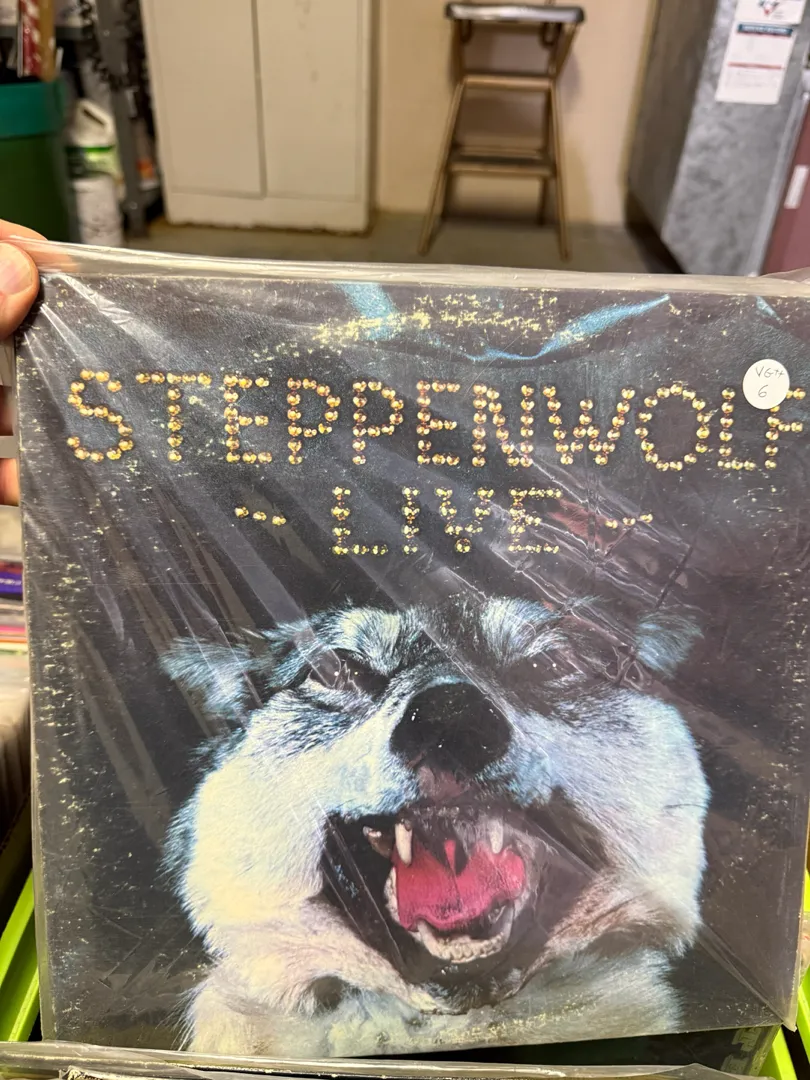 STEPPENWOLF
VG++
6
- LIVE -